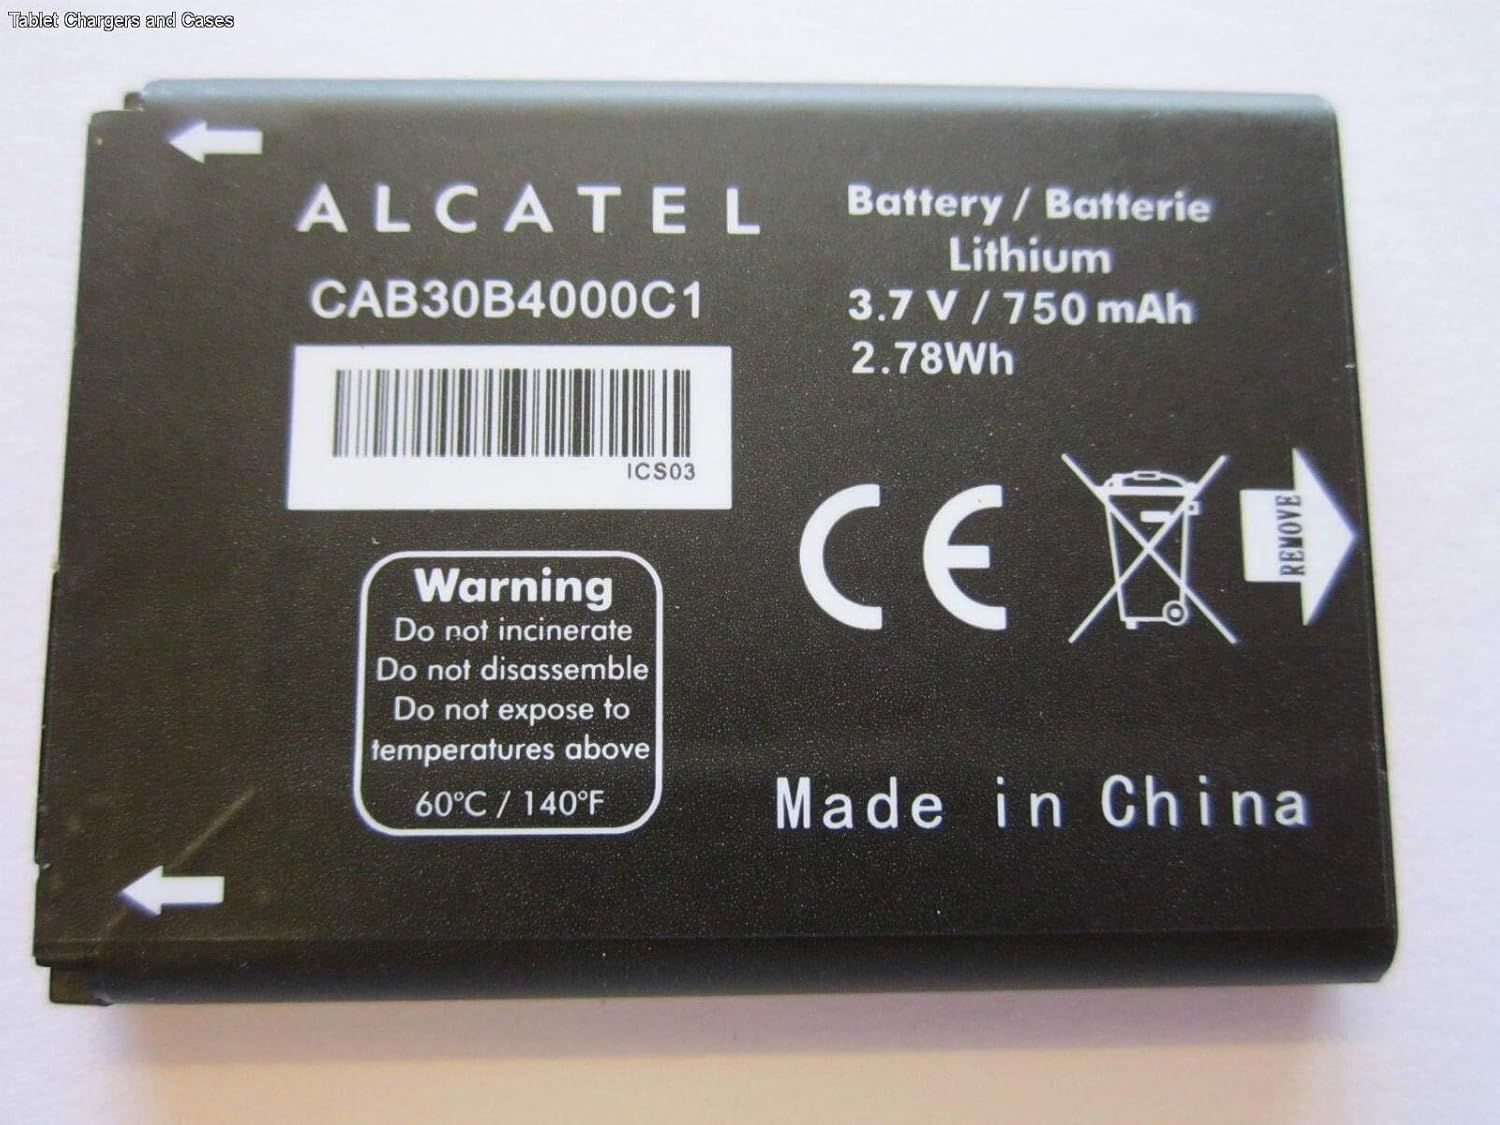 Tablet Chargers and Cases
ALCATEL
CAB30B4000C1
ICS03
Battery / Batterie
Lithium
3.7 V / 750 mAh
2.78Wh
CE
REMOVE
Warning
Do not incinerate
Do not disassemble
Do not expose to
temperatures above
60°C / 140°F
Made in China